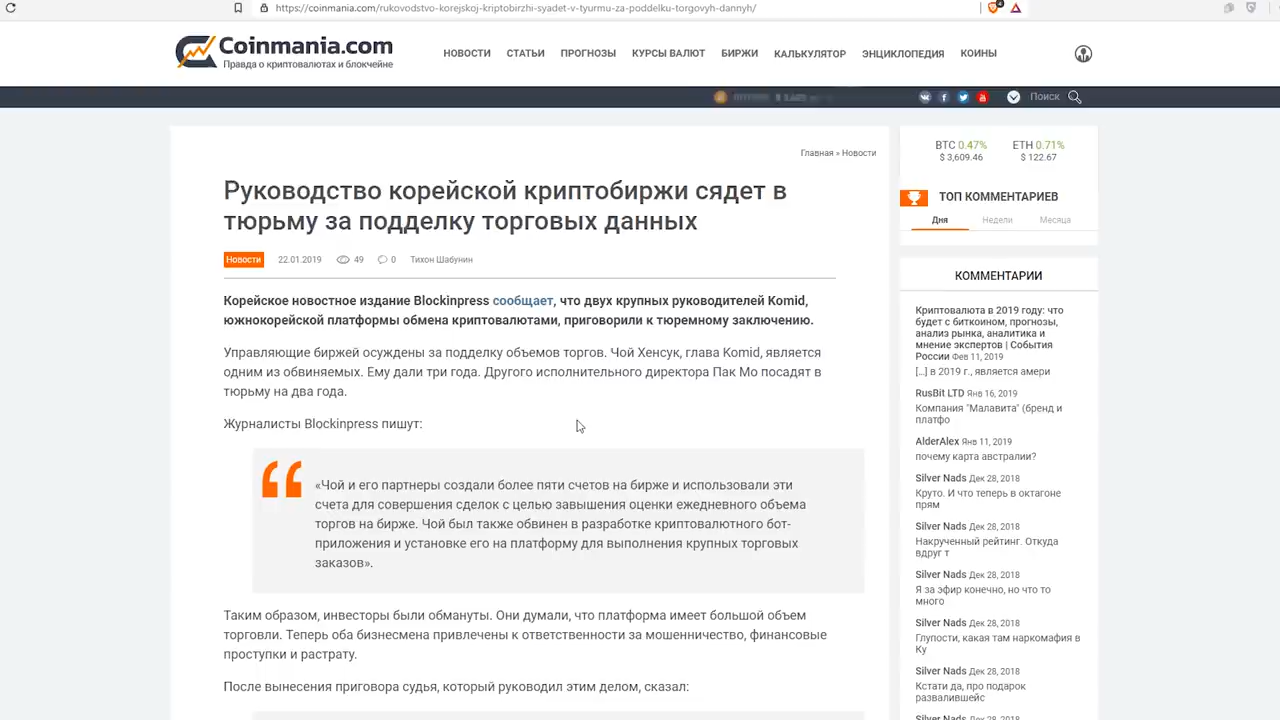 https://coinmania.com/rukovodstvo-korejskoj-kriptobirzhi-syadet-v-tyurmu-za-poddelku-torgovyh-dannyh/
4
Coinmania.com
Правда о криптовалютах и блокчейне
НОВОСТИ СТАТЬИ ПРОГНОЗЫ КУРСЫ ВАЛЮТ БИРЖИ КАЛЬКУЛЯТОР ЭНЦИКЛОПЕДИЯ КОИНЫ
Поиск
Главная » Новости
Руководство корейской криптобиржи сядет в
тюрьму за подделку торговых данных
Новости 22.01.2019 49 0 Тихон Шабунин
Корейское новостное издание Blockinpress сообщает, что двух крупных руководителей Komid,
южнокорейской платформы обмена криптовалютами, приговорили к тюремному заключению.
Управляющие биржей осуждены за подделку объемов торгов. Чой Хенсук, глава Komid, является
одним из обвиняемых. Ему дали три года. Другого исполнительного директора Пак Мо посадят в
тюрьму на два года.
Журналисты Blockinpress пишут:
«Чой и его партнеры создали более пяти счетов на бирже и использовали эти
счета для совершения сделок с целью завышения оценки ежедневного объема
торгов на бирже. Чой был также обвинен в разработке криптовалютного бот-
приложения и установке его на платформу для выполнения крупных торговых
заказов».
Таким образом, инвесторы были обмануты. Они думали, что платформа имеет большой объем
торговли. Теперь оба бизнесмена привлечены к ответственности за мошенничество, финансовые
проступки и растрату.
После вынесения приговора судья, который руководил этим делом, сказал:
BTC 0.47% ETH 0.71%
$ 3,609.46 $ 122.67
ТОП КОММЕНТАРИЕВ
Дня Недели Месяца
КОММЕНТАРИИ
Криптовалюта в 2019 году: что
будет с биткоином, прогнозы,
анализ рынка, аналитика и
мнение экспертов | События
России Фев 11, 2019
[...] в 2019 г., является амери
RusBit LTD Янв 16, 2019
Компания "Малавита" (бренд и
платфо
AlderAlex Янв 11, 2019
почему карта австралии?
Silver Nads Дек 28, 2018
Круто. И что теперь в октагоне
прям
Silver Nads Дек 28, 2018
Накрученный рейтинг. Откуда
вдруг т
Silver Nads Дек 28, 2018
Я за эфир конечно, но что то
много
Silver Nads Дек 28, 2018
Глупости, какая там наркомафия в
Ку
Silver Nads Дек 28, 2018
Кстати да, про подарок
развалившейс
Silver Nads Дек 28, 2018